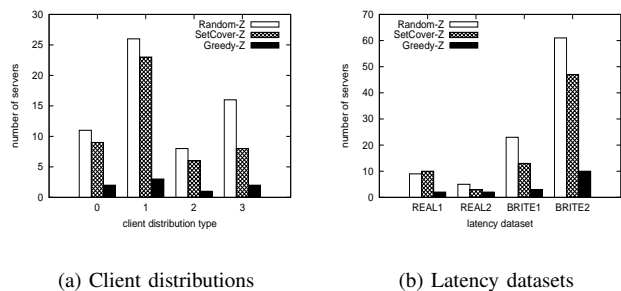 number of servers
30
25
20
15
10
5
0
Random-Z
SetCover-Z
Greedy-Z
0 1 2 3
client distribution type
(a) Client distributions
number of servers
70
60
50
40
30
20
10
0
Random-Z
SetCover-Z
Greedy-Z
REAL1 REAL2 BRITE1 BRITE2
latency dataset
(b) Latency datasets